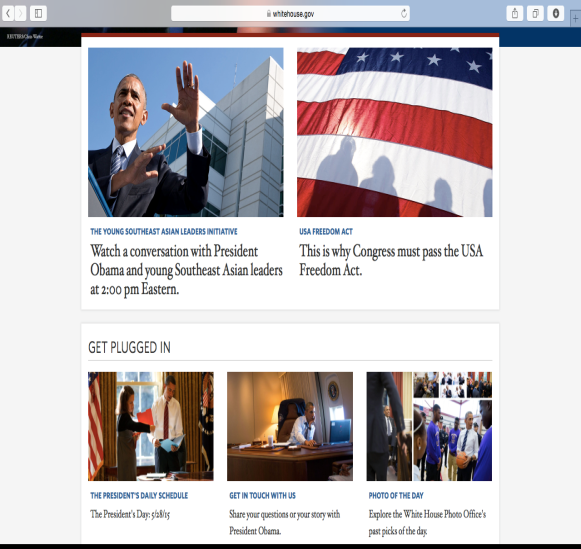 whitehouse.gov
REUTERS/Chen Watto
THE YOUNG SOUTHEAST ASIAN LEADERS INITIATIVE
Watch a conversation with President
Obama and young Southeast Asian leaders
at 2:00 pm Eastern.
USA FREEDOM ACT
This is why Congress must pass the USA
Freedom Act.
GET PLUGGED IN
THE PRESIDENT'S DAILY SCHEDULE
The President's Day: 5/28/15
GET IN TOUCH WITH US
Share your questions or your story with
President Obama.
PHOTO OF THE DAY
Explore the White House Photo Office's
past picks of the day.